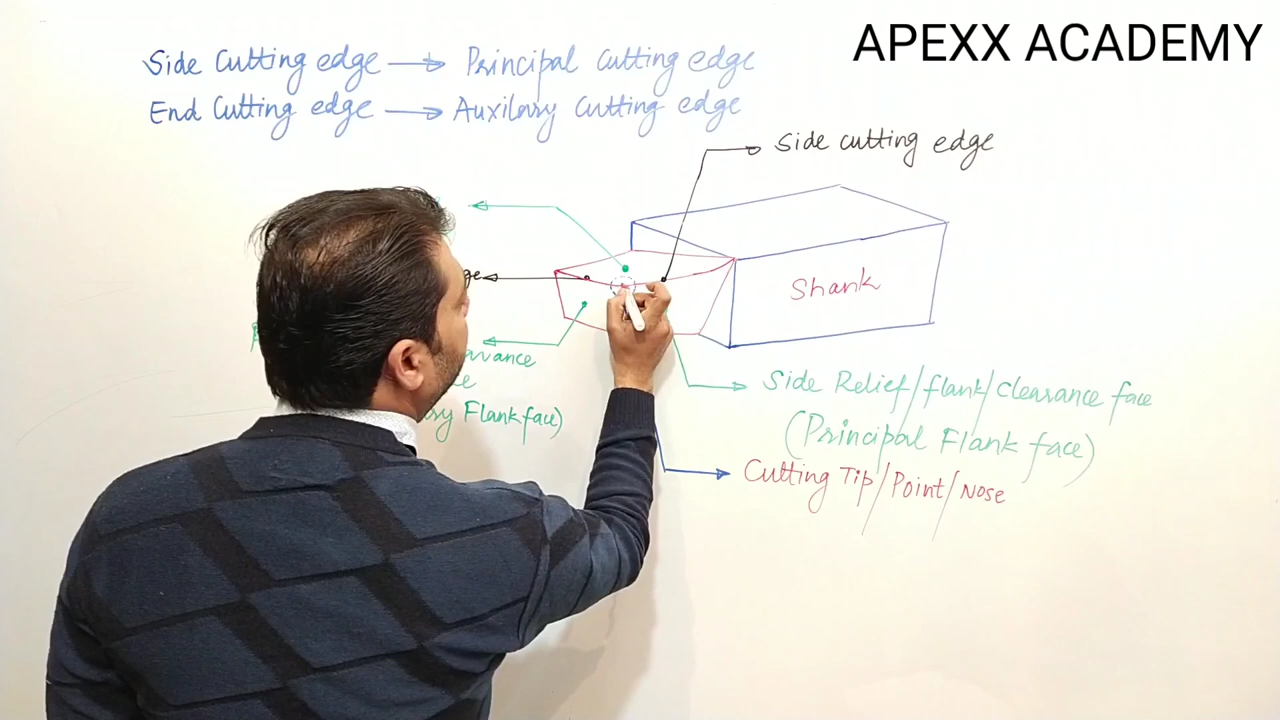 APEXX ACADEMY
Side Cutting edge → Principal Cutting edge
End Cutting edge → Auxilary Cutting edge
Side cutting edge
Shank
Side Relief/flank/Clearance face
(Principal Flank face)
Cutting Tip/Point/Nose
Flank face)